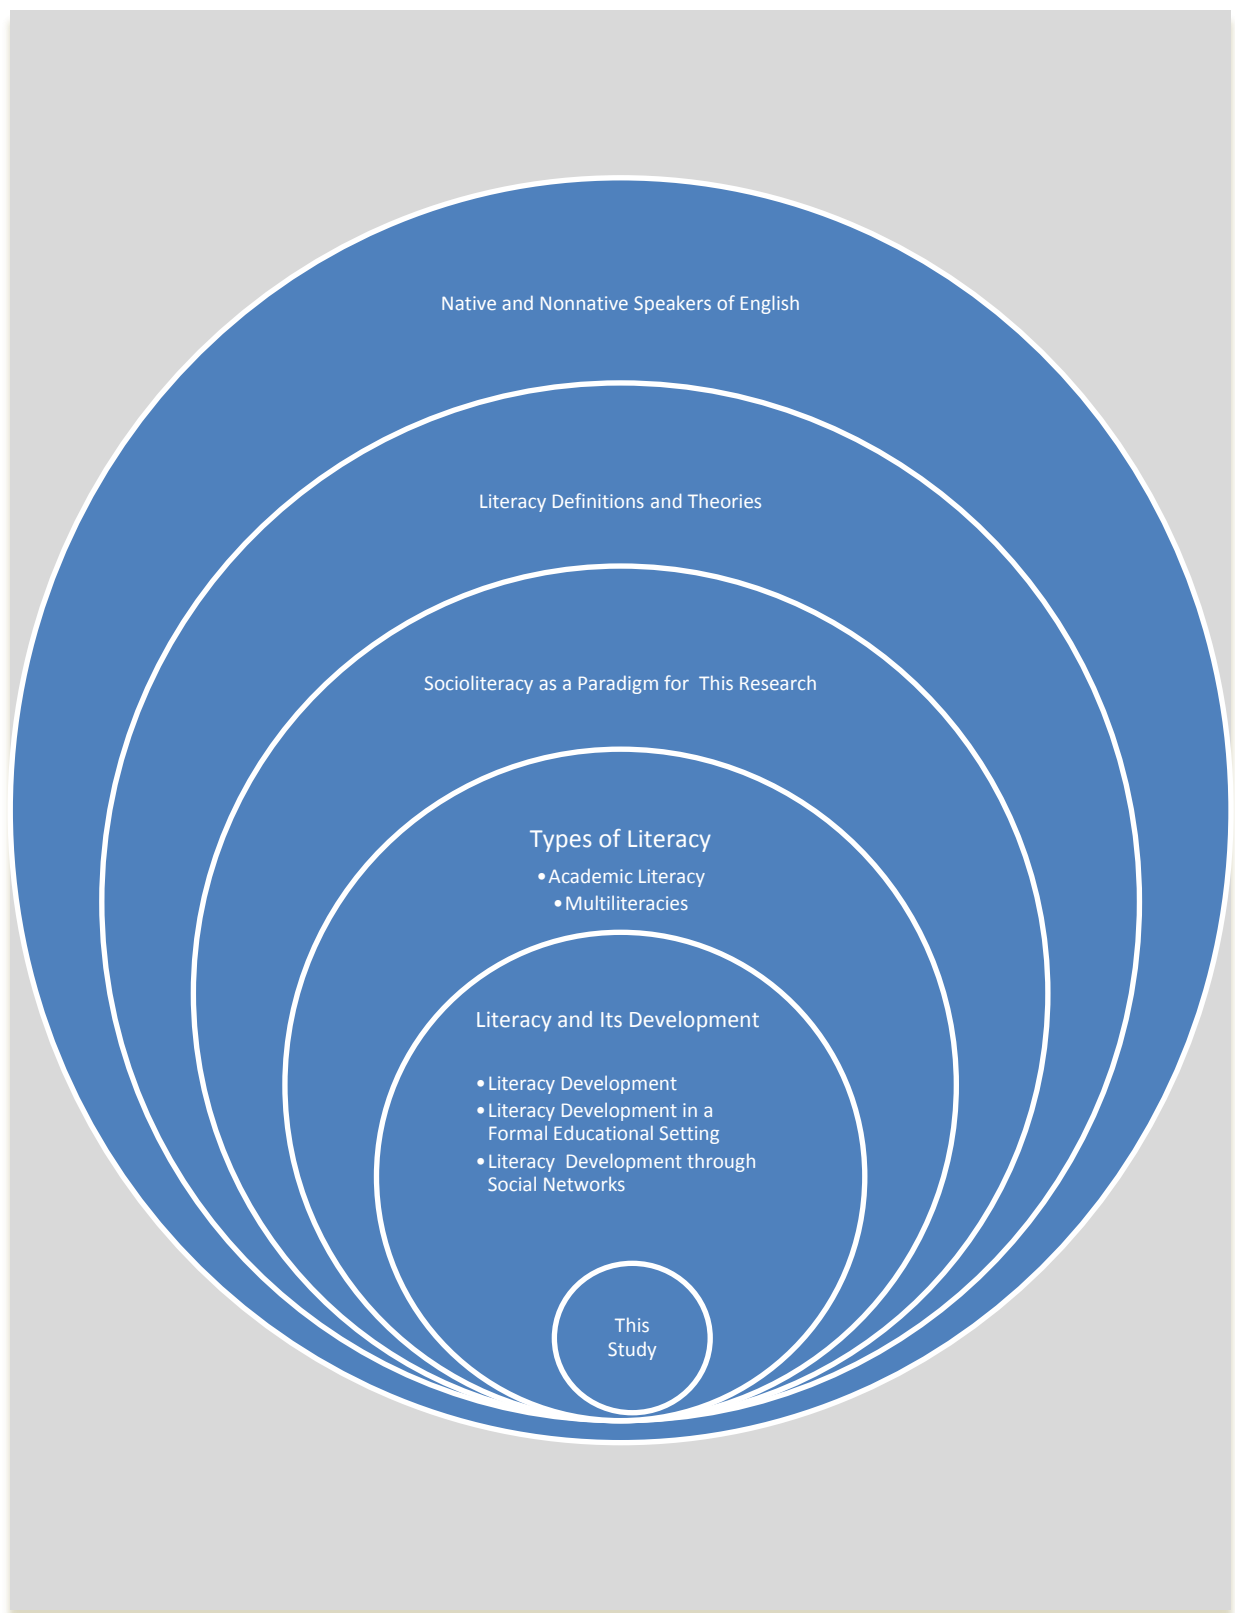 Native and Nonnative Speakers of English
Literacy Definitions and Theories
Socioliteracy as a Paradigm for  This Research
Types of Literacy
•Academic Literacy
•Multiliteracies
Literacy and Its Development
•Literacy Development
•Literacy Development in a
Formal Educational Setting
•Literacy  Development through
Social Networks
This
Study